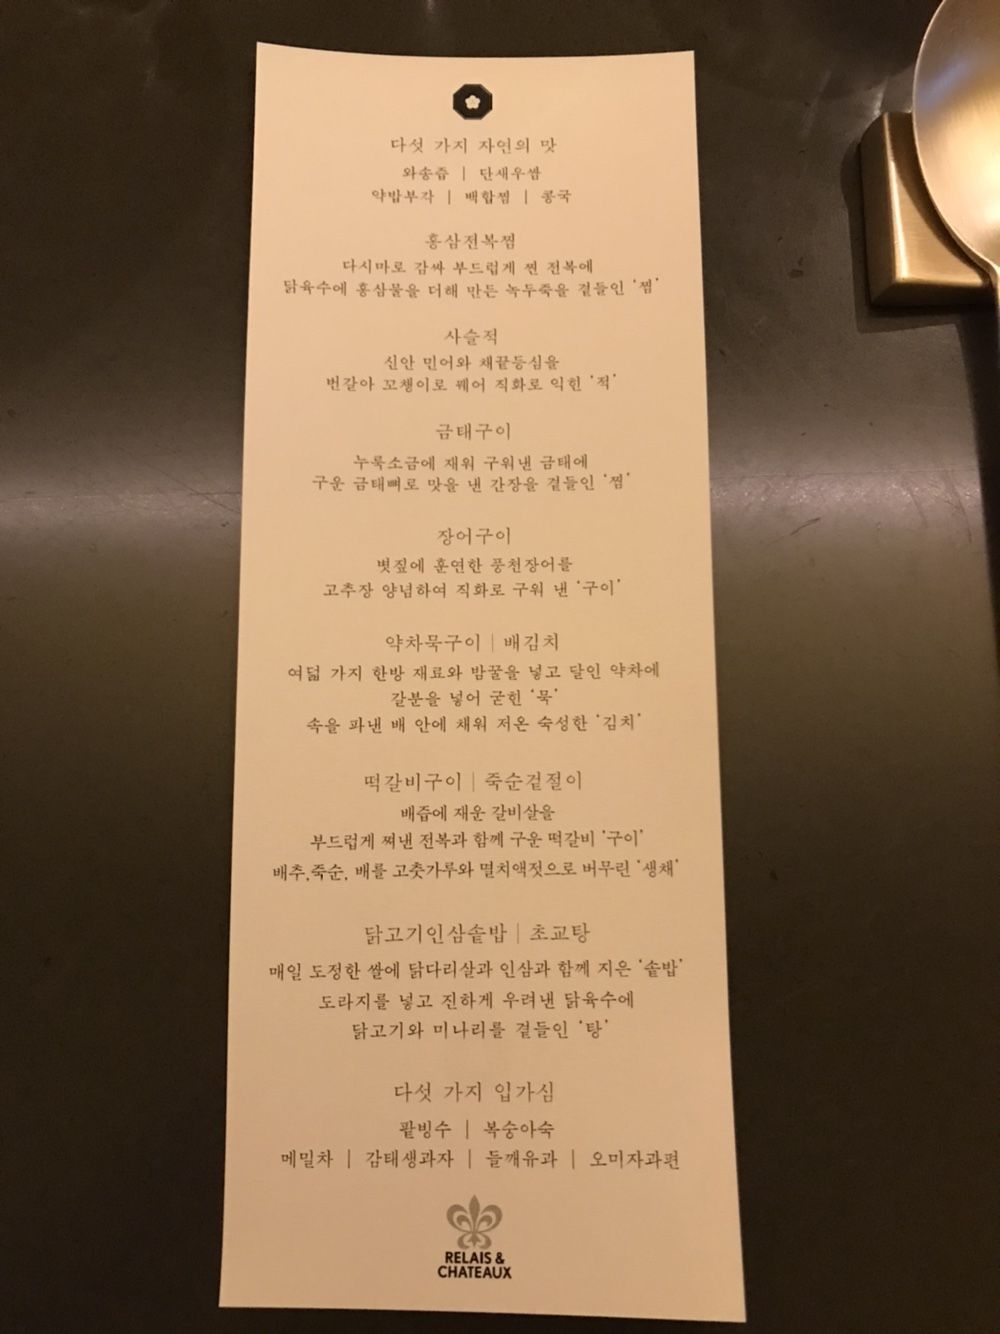 다섯 가지 자연의 맛
와송즙 | 단새우쌈
약밥부각 | 백합찜 | 콩국
홍삼전복찜
다시마로 감싸 부드럽게 찐 전복에
닭육수에 홍삼물을 더해 만든 녹두죽을 곁들인 '찜'
사슬적
신안 민어와 채끝등심을
번갈아 꼬챙이로 꿰어 직화로 익힌 '적'
금태구이
누룩소금에 재워 구워낸 금태에
구운 금태뼈로 맛을 낸 간장을 곁들인 '찜'
장어구이
볏짚에 훈연한 풍천장어를
고추장 양념하여 직화로 구워 낸 '구이'
약차묵구이 | 배김치
여덟 가지 한방 재료와 밤꿀을 넣고 달인 약차에
갈분을 넣어 굳힌 '묵'
속을 파낸 배 안에 채워 저온 숙성한 '김치'
떡갈비구이 | 죽순겉절이
배즙에 재운 갈비살을
부드럽게 쪄낸 전복과 함께 구운 떡갈비 '구이'
배추,죽순, 배를 고춧가루와 멸치액젓으로 버무린 '생채'
닭고기인삼솥밥 | 초교탕
매일 도정한 쌀에 닭다리살과 인삼과 함께 지은 '솥밥'
도라지를 넣고 진하게 우려낸 닭육수에
닭고기와 미나리를 곁들인 '탕'
다섯 가지 입가심
팥빙수 | 복숭아숙
메밀차 | 감태생과자 | 들깨유과 | 오미자과편
RELAIS &
CHATEAUX